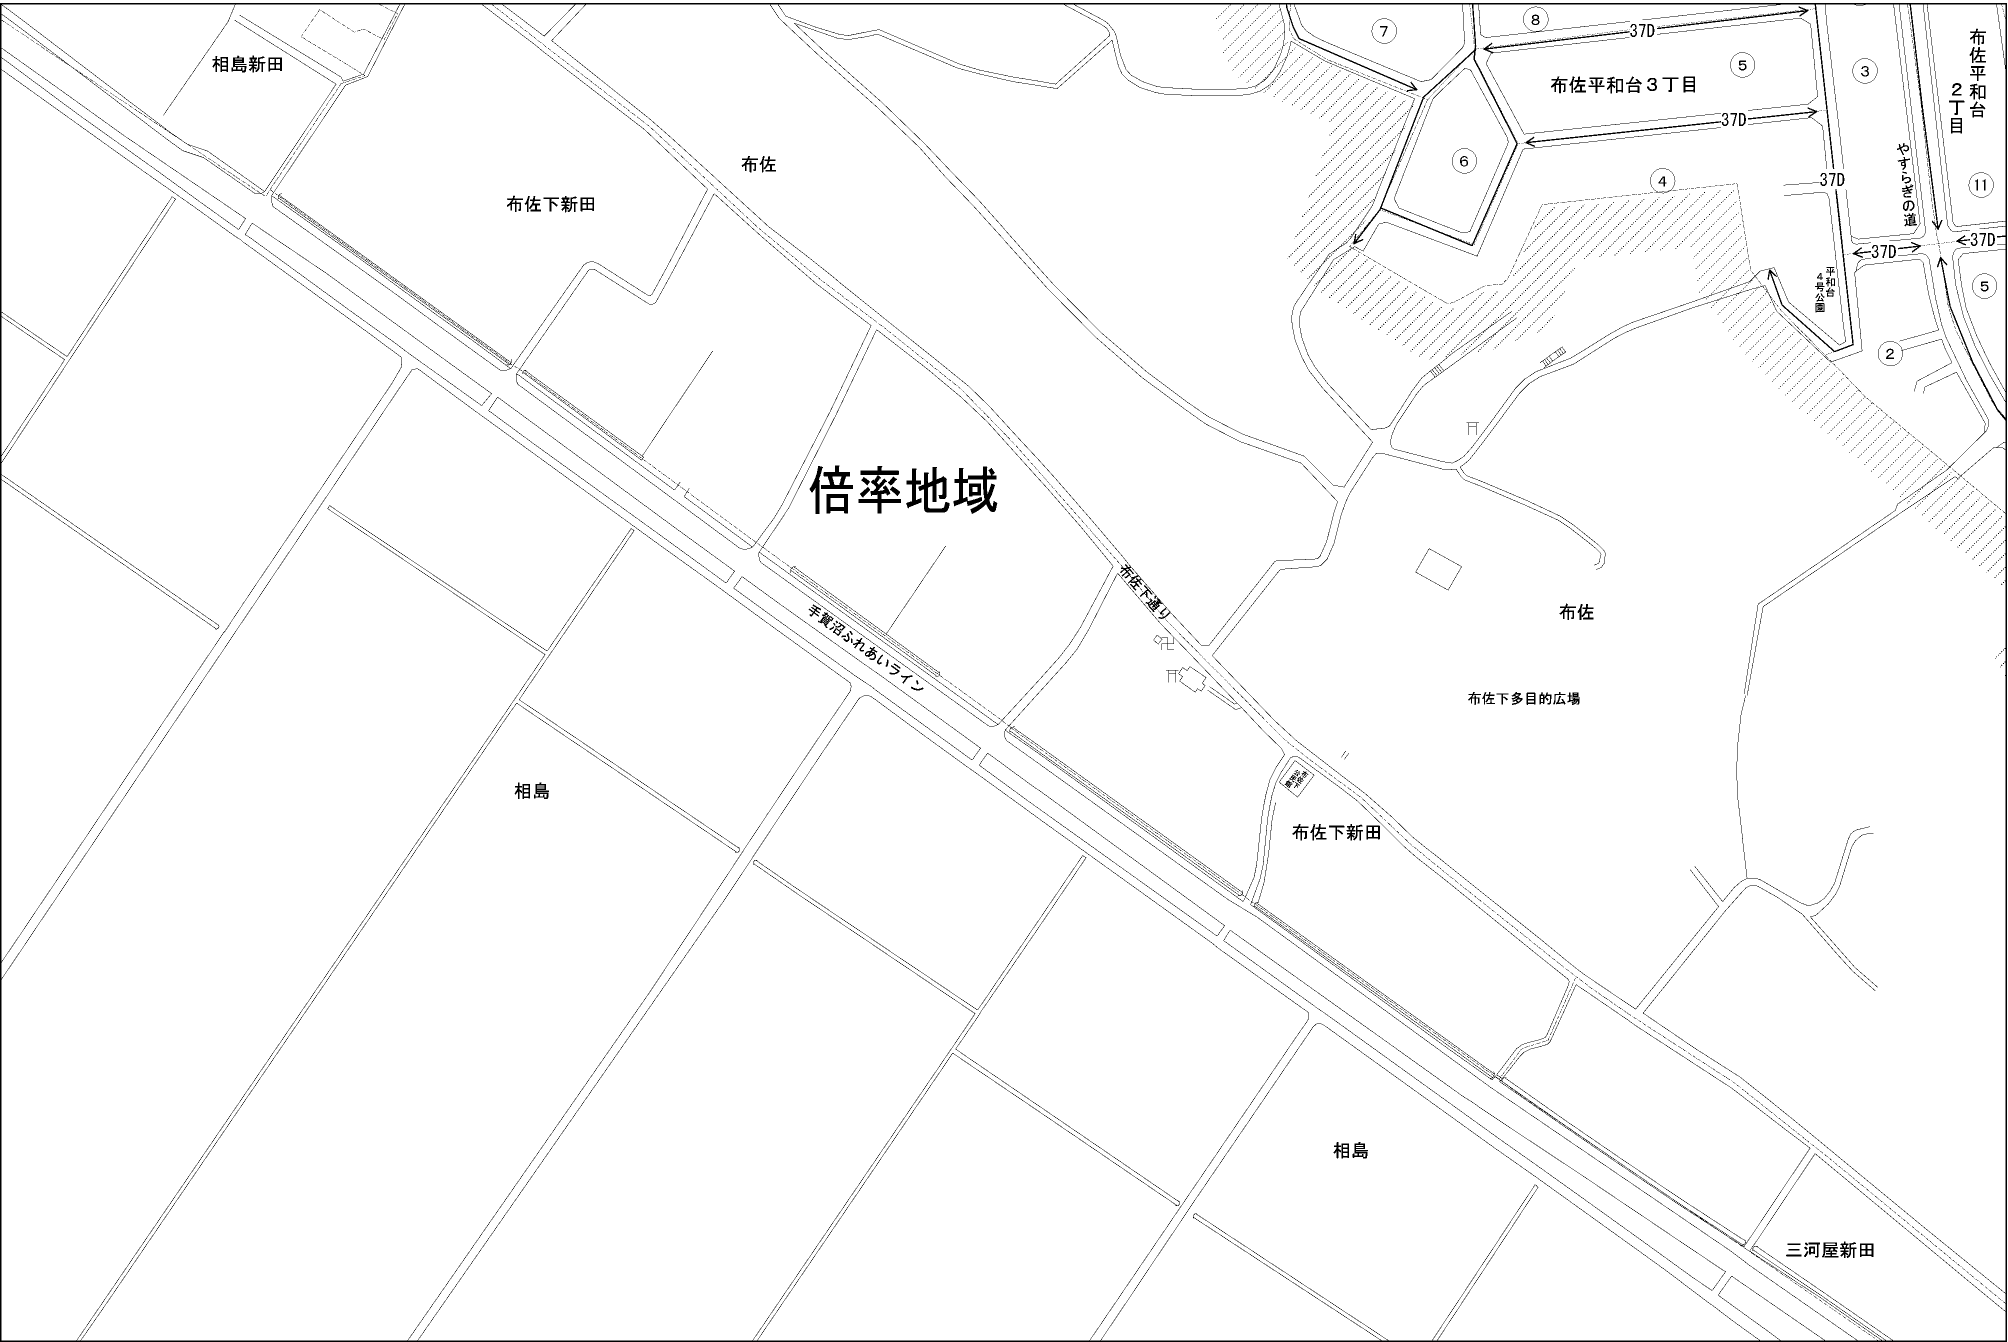 ⑦
⑧
37D
布佐平和台
2丁目
相島新田
⑤
③
布佐平和台3丁目
37D
⑥
④
37D
やすらぎの道
⑪
布佐
布佐下新田
37D
37D
平和台
4号公園
⑤
②
倍率地域
布佐下通り
手賀沼ふれあいライン
布佐
布佐下多目的広場
相島
布佐下新田
相島
三河屋新田